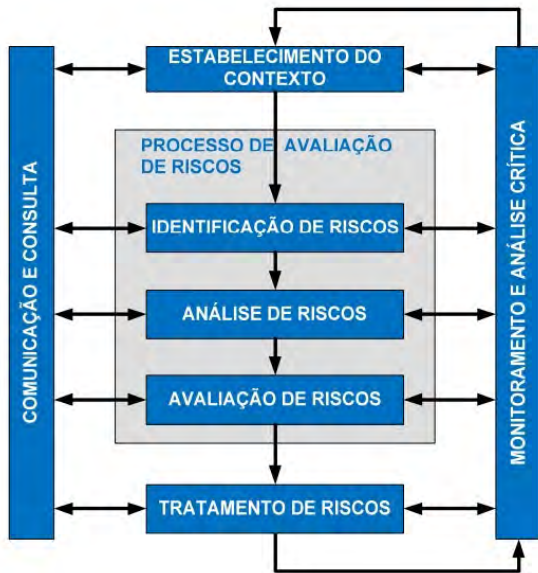 ESTABELECIMENTO DO
CONTEXTO
PROCESSO DE AVALIAÇÃO
DE RISCOS
IDENTIFICAÇÃO DE RISCOS
ANÁLISE DE RISCOS
AVALIAÇÃO DE RISCOS
TRATAMENTO DE RISCOS
COMUNICAÇÃO E CONSULTA
MONITORAMENTO E ANÁLISE CRÍTICA